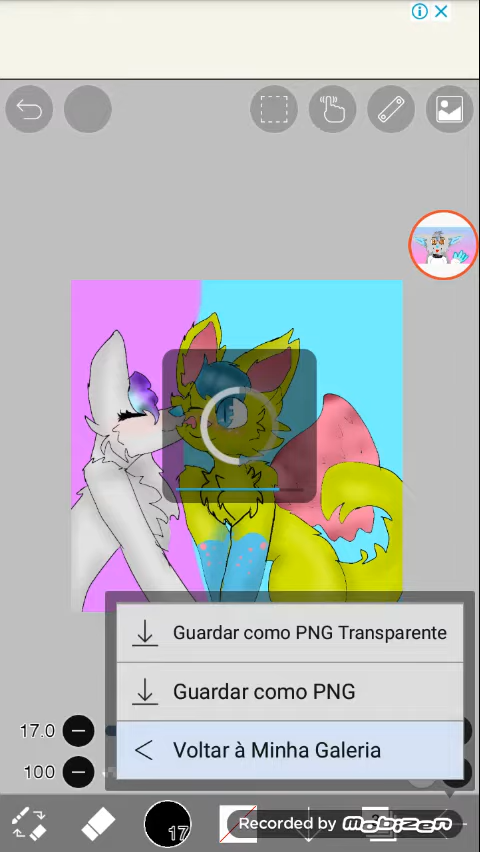 Guardar como PNG Transparente
Guardar como PNG
17.0
Voltar à Minha Galeria
100
17
Recorded by MOBIZEN